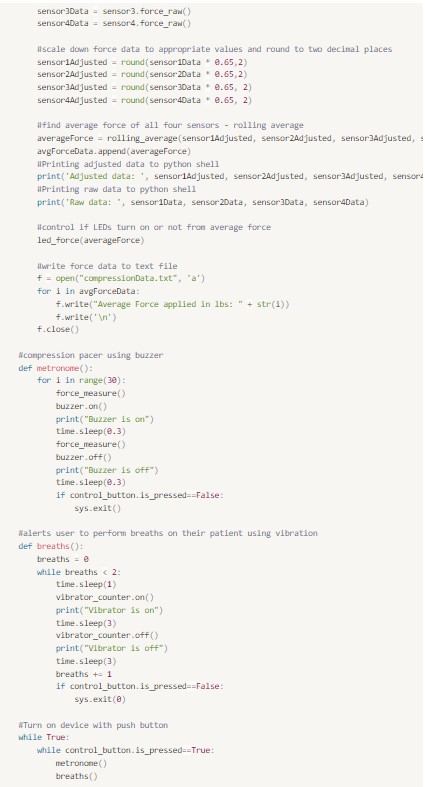 sensor3Data = sensor3.force_raw()
sensor4Data = sensor4.force_raw()
#scale down force data to appropriate values and round to two decimal places
sensor1Adjusted = round(sensor1Data * 0.65,2)
sensor2Adjusted = round(sensor2Data * 0.65,2)
sensor3Adjusted = round(sensor3Data * 0.65, 2)
sensor4Adjusted = round(sensor4Data * 0.65, 2)
#find average force of all four sensors - rolling average
averageForce = rolling_average(sensor1Adjusted, sensor2Adjusted, sensor3Adjusted, s
avgForceData.append(averageForce)
#Printing adjusted data to python shell
print('Adjusted data: ', sensor1Adjusted, sensor2Adjusted, sensor3Adjusted, sensor4
#Printing raw data to python shell
print('Raw data: ', sensor1Data, sensor2Data, sensor3Data, sensor4Data)
#control if LEDs turn on or not from average force
led_force(averageForce)
#write force data to text file
f = open("compressionData.txt", 'a')
for i in avgForceData:
f.write("Average Force applied in lbs: " + str(i))
f.write('\n')
f.close()
#compression pacer using buzzer
def metronome():
for i in range(30):
force_measure()
buzzer.on()
print("Buzzer is on")
time.sleep(0.3)
force_measure()
buzzer.off()
print("Buzzer is off")
time.sleep(0.3)
if control_button.is_pressed==False:
sys.exit()
#alerts user to perform breaths on their patient using vibration
def breaths():
breaths = 0
while breaths < 2:
time.sleep(1)
vibrator_counter.on()
print("Vibrator is on")
time.sleep(3)
vibrator_counter.off()
print("Vibrator is off")
time.sleep(3)
breaths += 1
if control_button.is_pressed==False:
sys.exit(0)
#Turn on device with push button
while True:
while control_button.is_pressed==True:
metronome()
breaths()